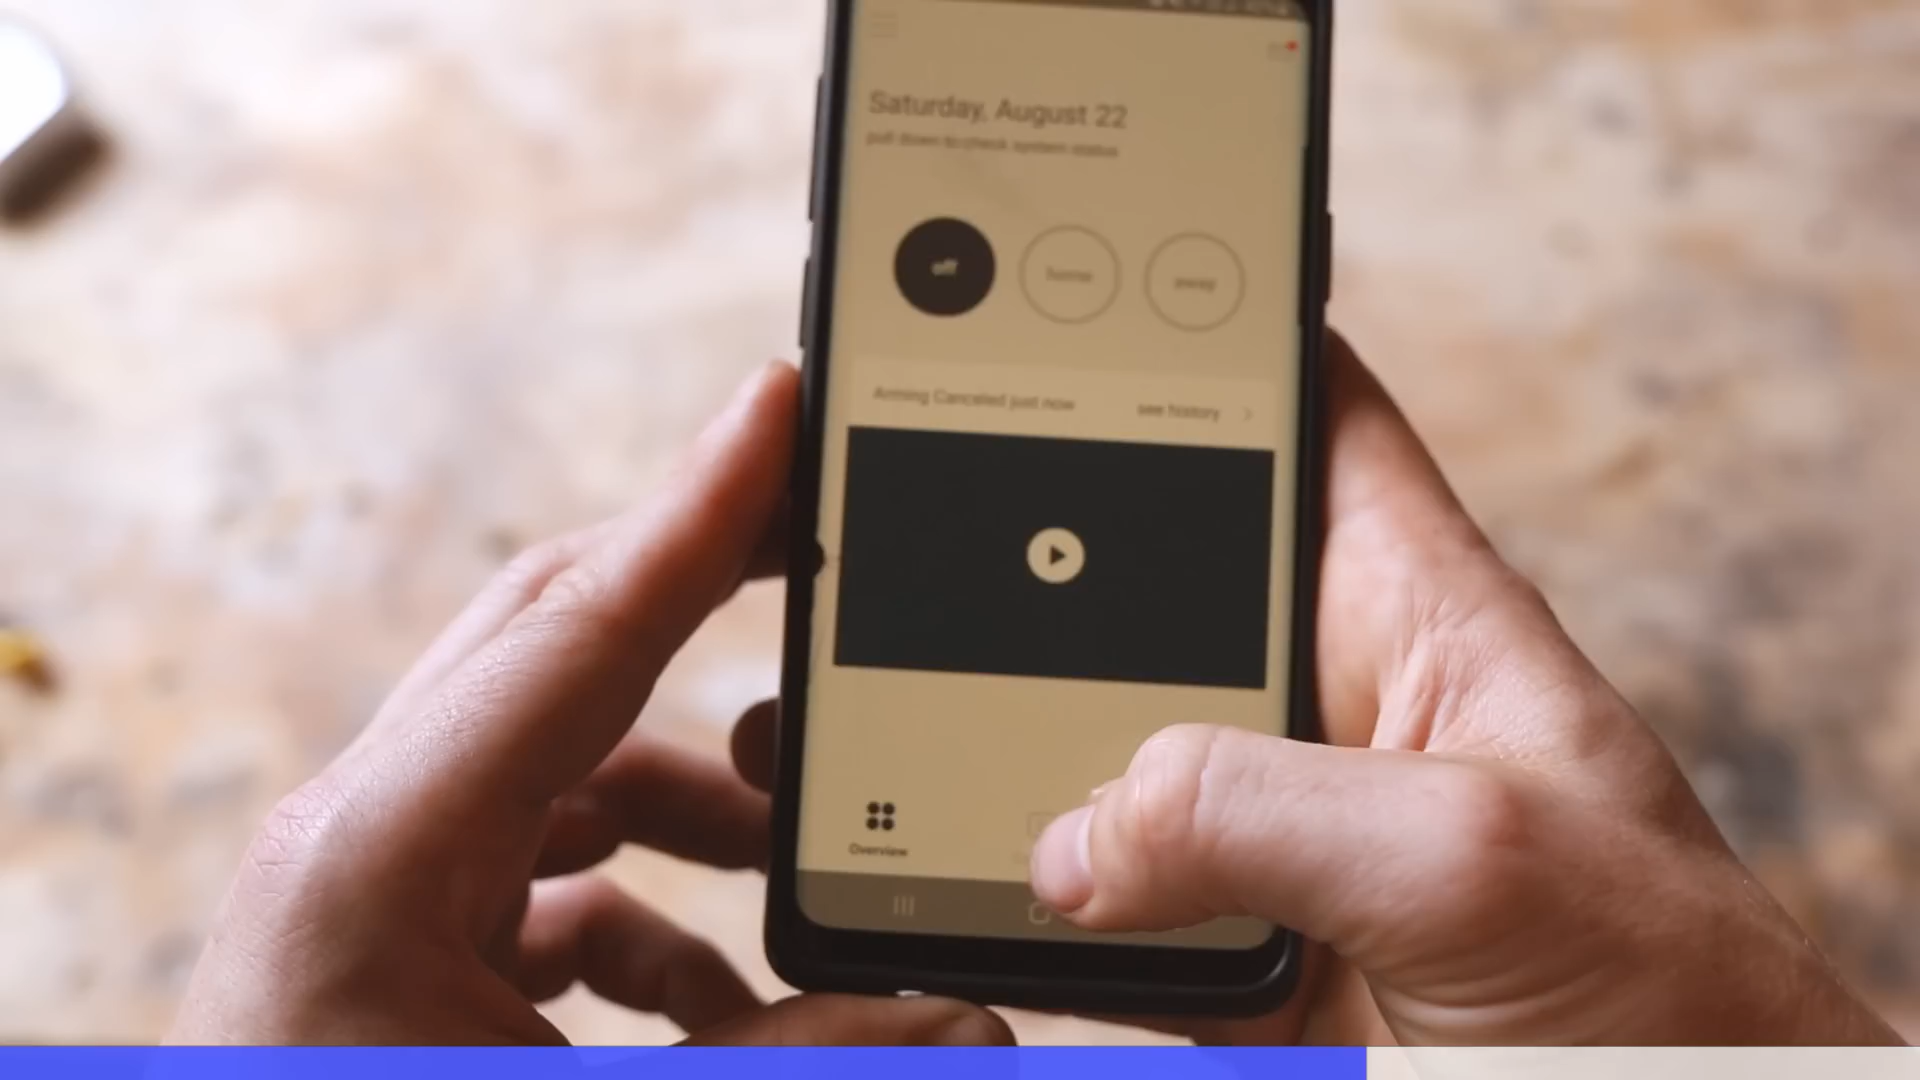 Saturday, August 22
pull down to check system status
off
home
away
Arming Canceled just now
see history
Overview